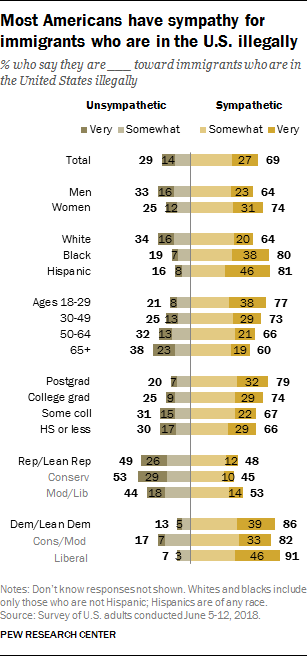 Most Americans have sympathy for
immigrants who are in the U.S. illegally
% who say they are ___ toward immigrants who are in
the United States illegally
Unsympathetic Sympathetic
Very Somewhat Somewhat Very
Total 29 14 27 69
Men 33 16 23 64
Women 25 12 31 74
White 34 16 20 64
Black 19 7 38 80
Hispanic 16 8 46 81
Ages 18-29 21 8 38 77
30-49 25 13 29 73
50-64 32 13 21 66
65+ 38 23 19 60
Postgrad 20 7 32 79
College grad 25 9 29 74
Some coll 31 15 22 67
HS or less 30 17 29 66
Rep/Lean Rep 49 26 12 48
Conserv 53 29 10 45
Mod/Lib 44 18 14 53
Dem/Lean Dem 13 5 39 86
Cons/Mod 17 7 33 82
Liberal 7 3 46 91
Notes: Don't know responses not shown. Whites and blacks include
only those who are not Hispanic; Hispanics are of any race.
Source: Survey of U.S. adults conducted June 5-12, 2018.
PEW RESEARCH CENTER